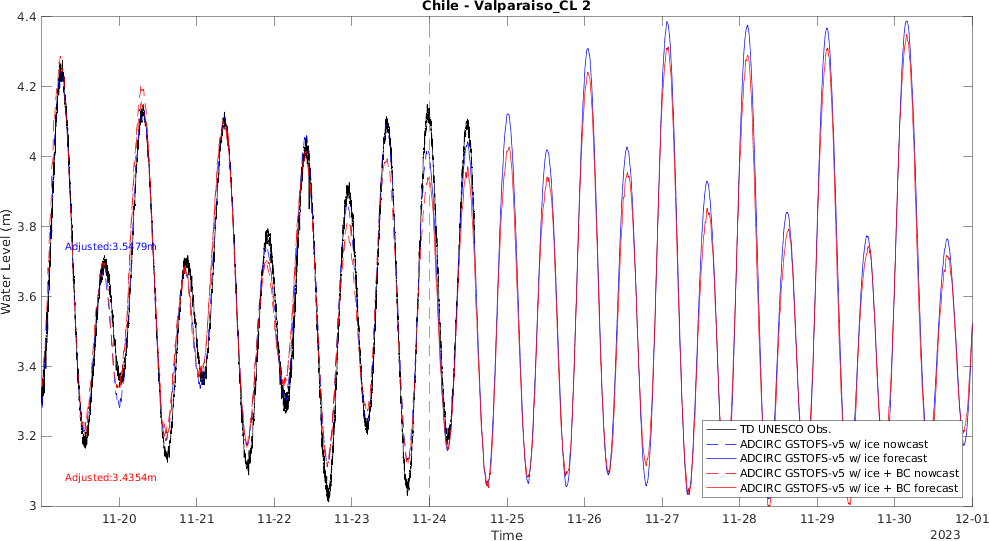 Chile - Valparaiso_CL 2
4.4
4.2
4
3.8
3.6
3.4
3.2
3
Water Level (m)
Adjusted:3.5479m
Adjusted:3.4354m
TD UNESCO Obs.
ADCIRC GSTOFS-v5 w/ ice nowcast
ADCIRC GSTOFS-v5 w/ ice forecast
ADCIRC GSTOFS-v5 w/ ice + BC nowcast
ADCIRC GSTOFS-v5 w/ ice + BC forecast
11-20 11-21 11-22 11-23 11-24 11-25 11-26 11-27 11-28 11-29 11-30 12-01
Time
2023